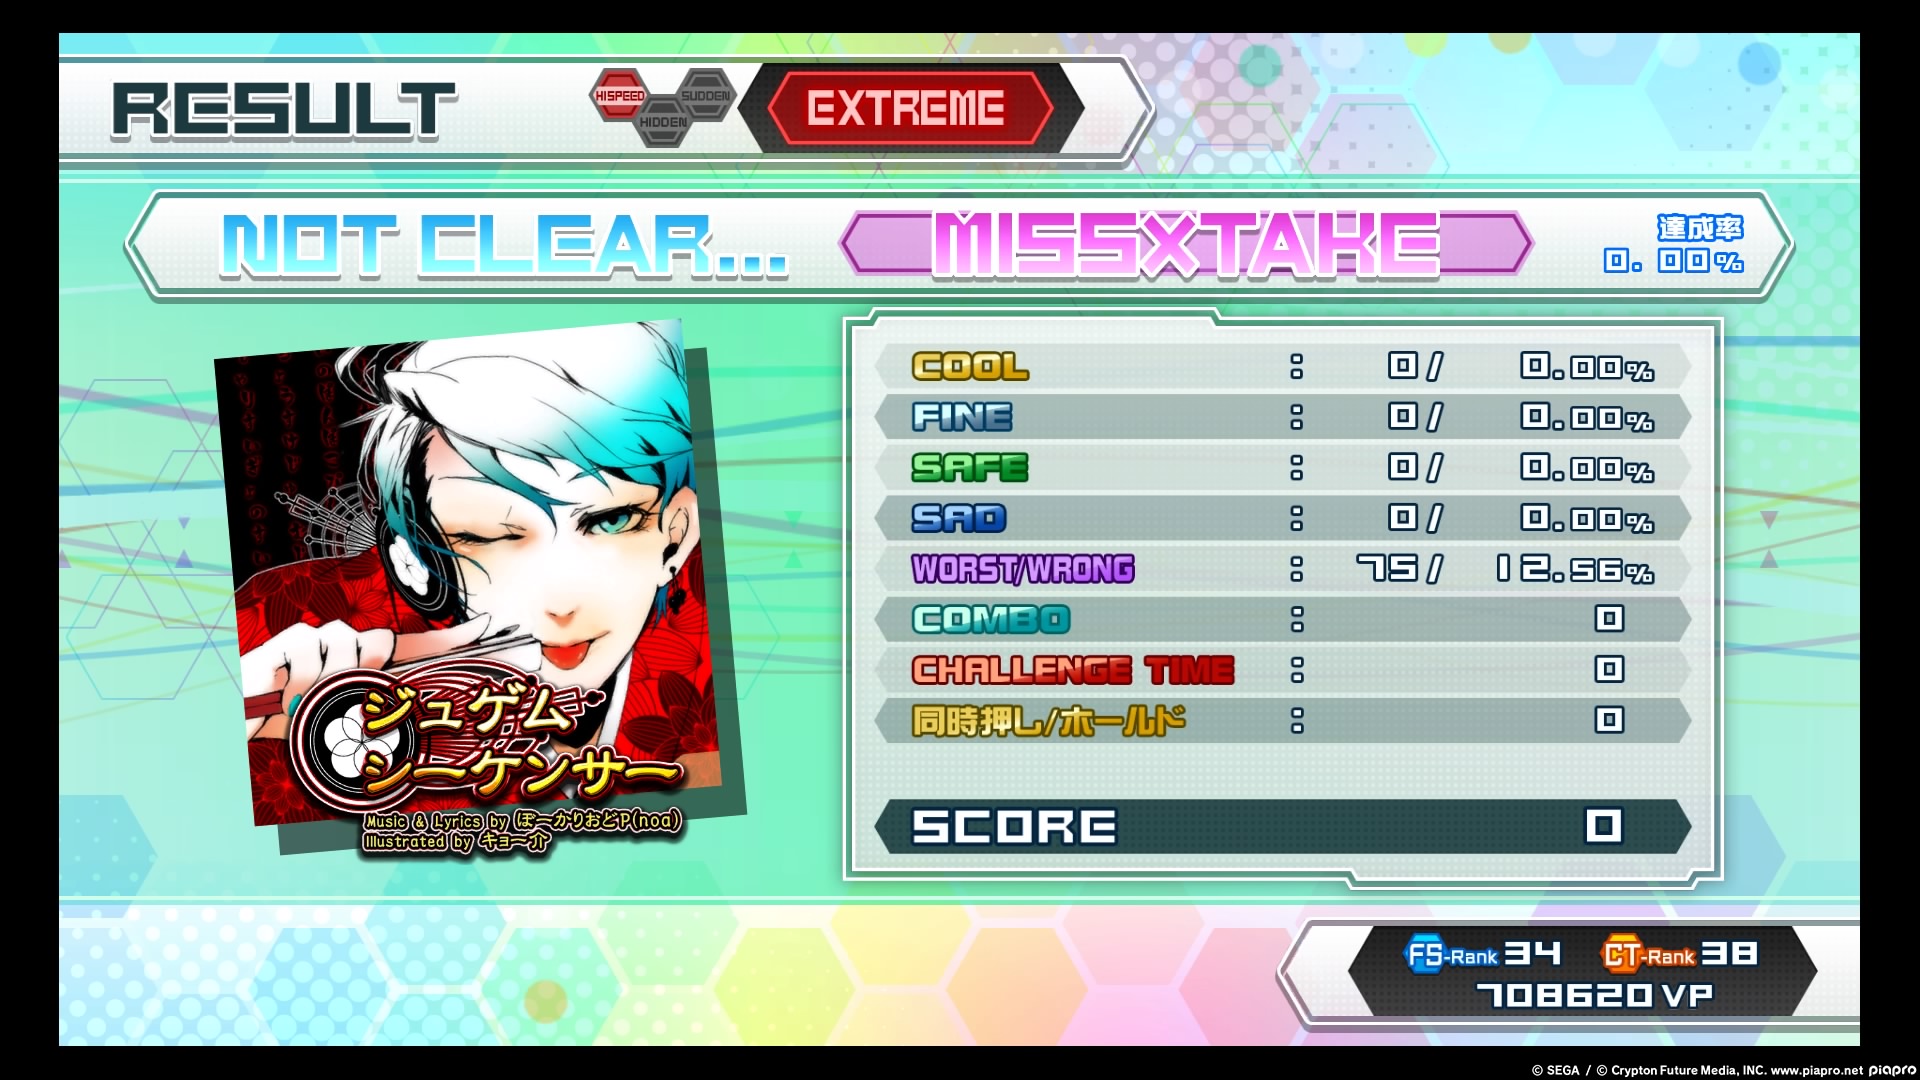 RESULT
HISPEED
HIDDEN
SUDDEN
EXTREME
NOT CLEAR...
MISS×TAKE
達成率
0.00%
COOL : 0/ 0.00%
FINE : 0/ 0.00%
SAFE : 0/ 0.00%
SAD : 0/ 0.00%
WORST/WRONG : 75/ 12.56%
COMBO : 0
CHALLENGE TIME : 0
同時押し/ホールド : 0
SCORE 0
ジュゲム
シーケンサー
Music & Lyrics by ぼーかりおどP(noa)
Illustrated by キョー介
FS-Rank 34 CT-Rank 38
708620 VP
© SEGA / © Crypton Future Media, INC. www.piapro.net piapro